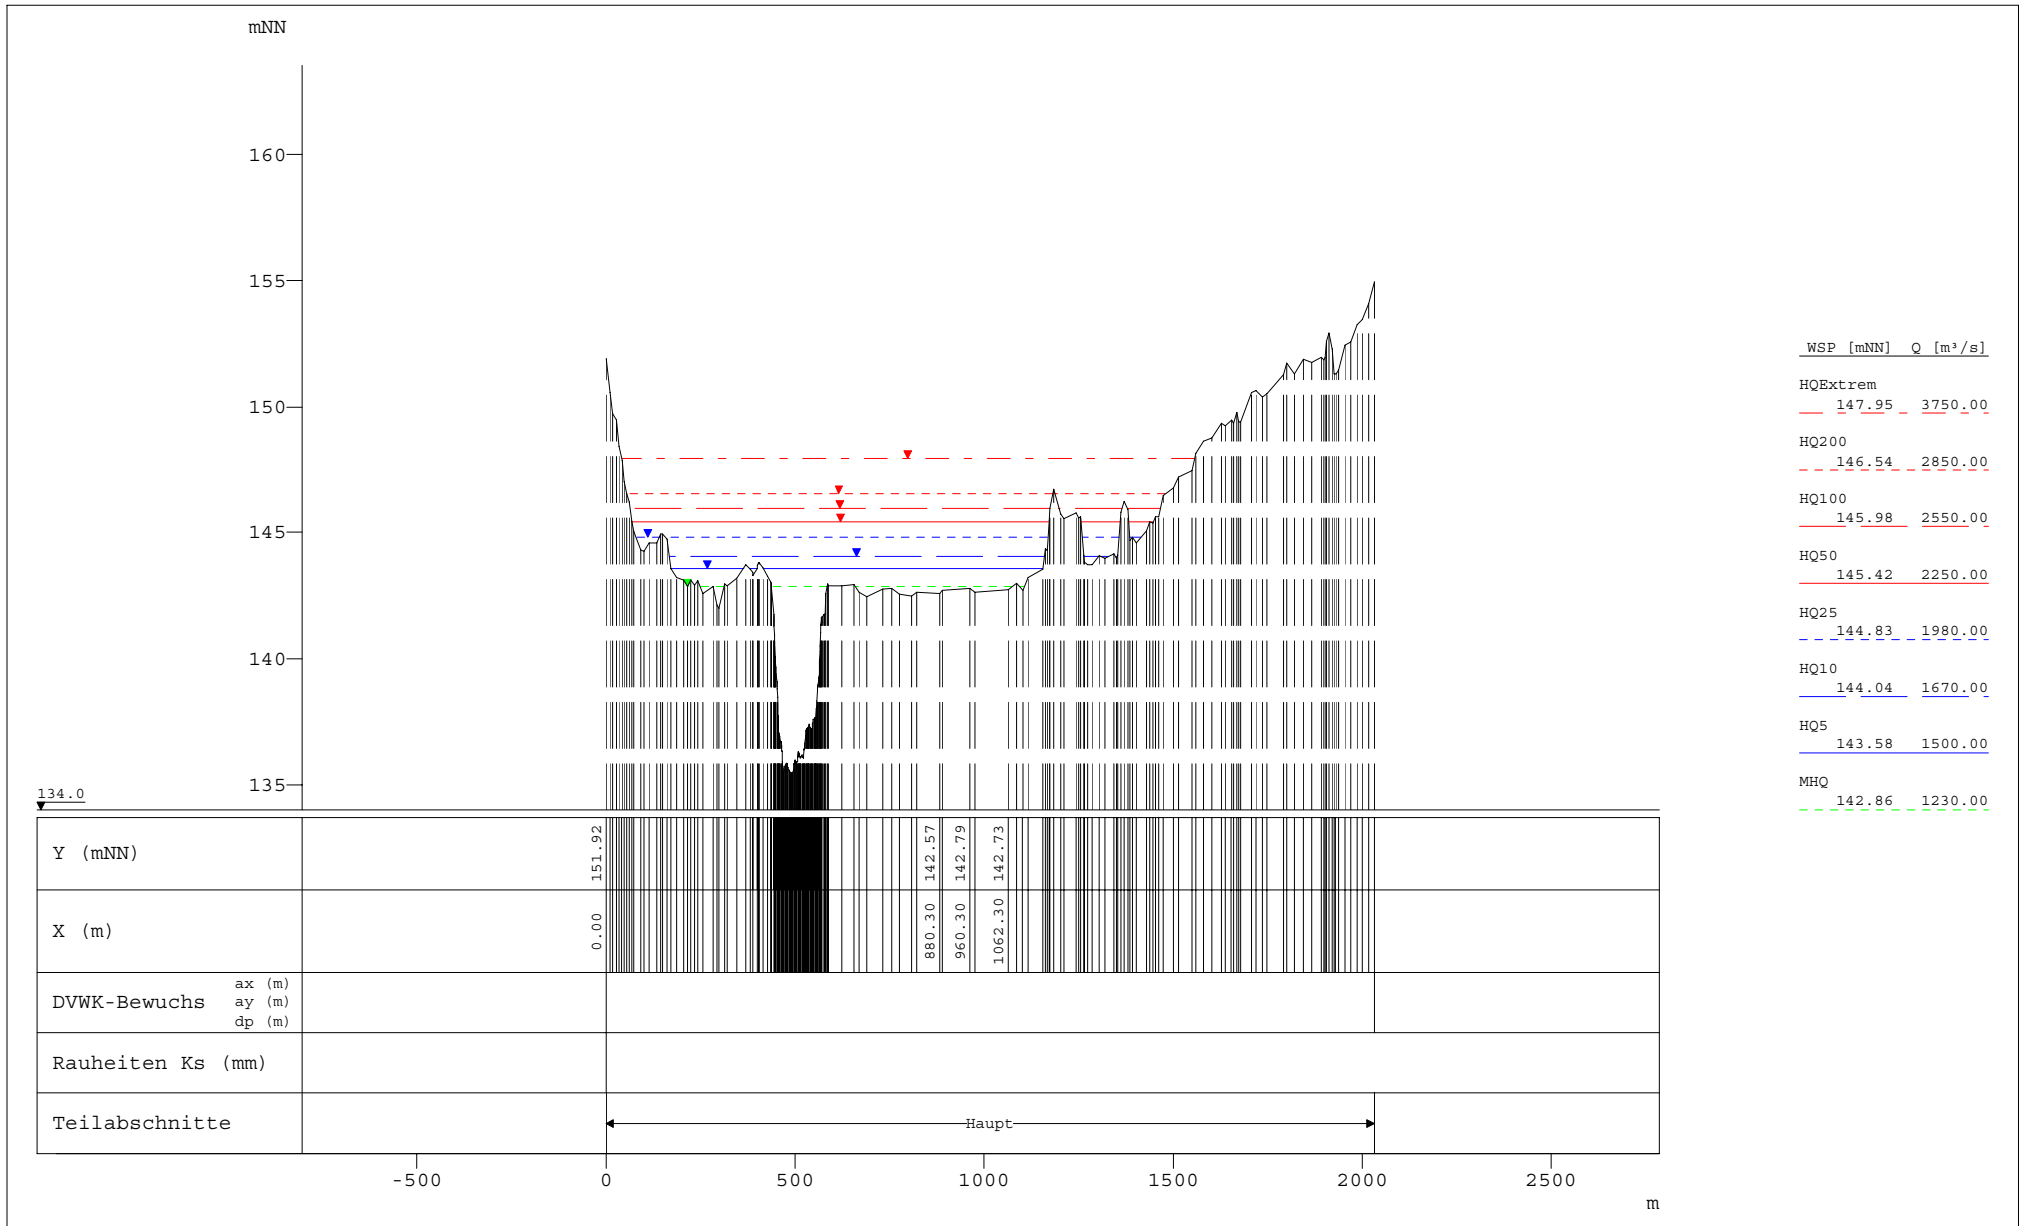 mNN
160
155
150
145
140
135
134.0
WSP [mNN] Q [m³/s]
HQExtrem
147.95 3750.00
HQ200
146.54 2850.00
HQ100
145.98 2550.00
HQ50
145.42 2250.00
HQ25
144.83 1980.00
HQ10
144.04 1670.00
HQ5
143.58 1500.00
MHQ
142.86 1230.00
Y (mNN)
151.92
142.57
142.79
142.73
X (m)
0.00
880.30
960.30
1062.30
DVWK-Bewuchs
ax (m)
ay (m)
dp (m)
Rauheiten Ks (mm)
Teilabschnitte
Haupt
-500 0 500 1000 1500 2000 2500
m